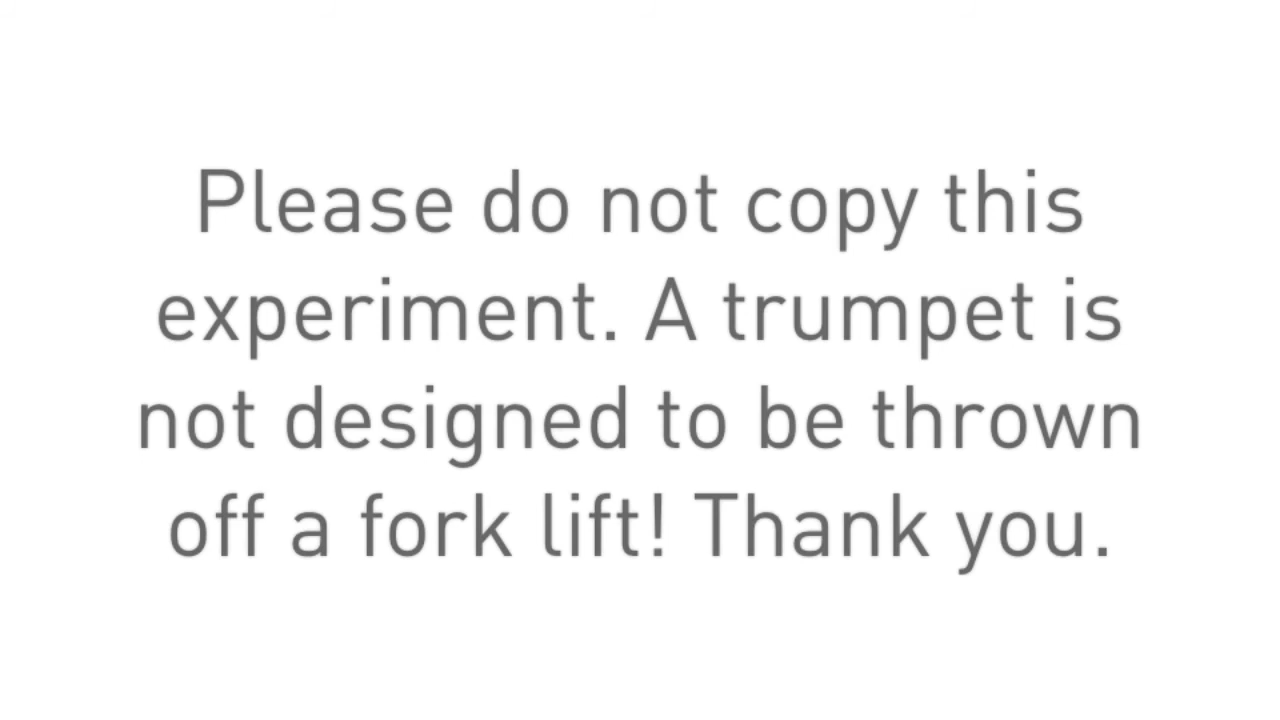 Please do not copy this
experiment. A trumpet is
not designed to be thrown
off a fork lift! Thank you.